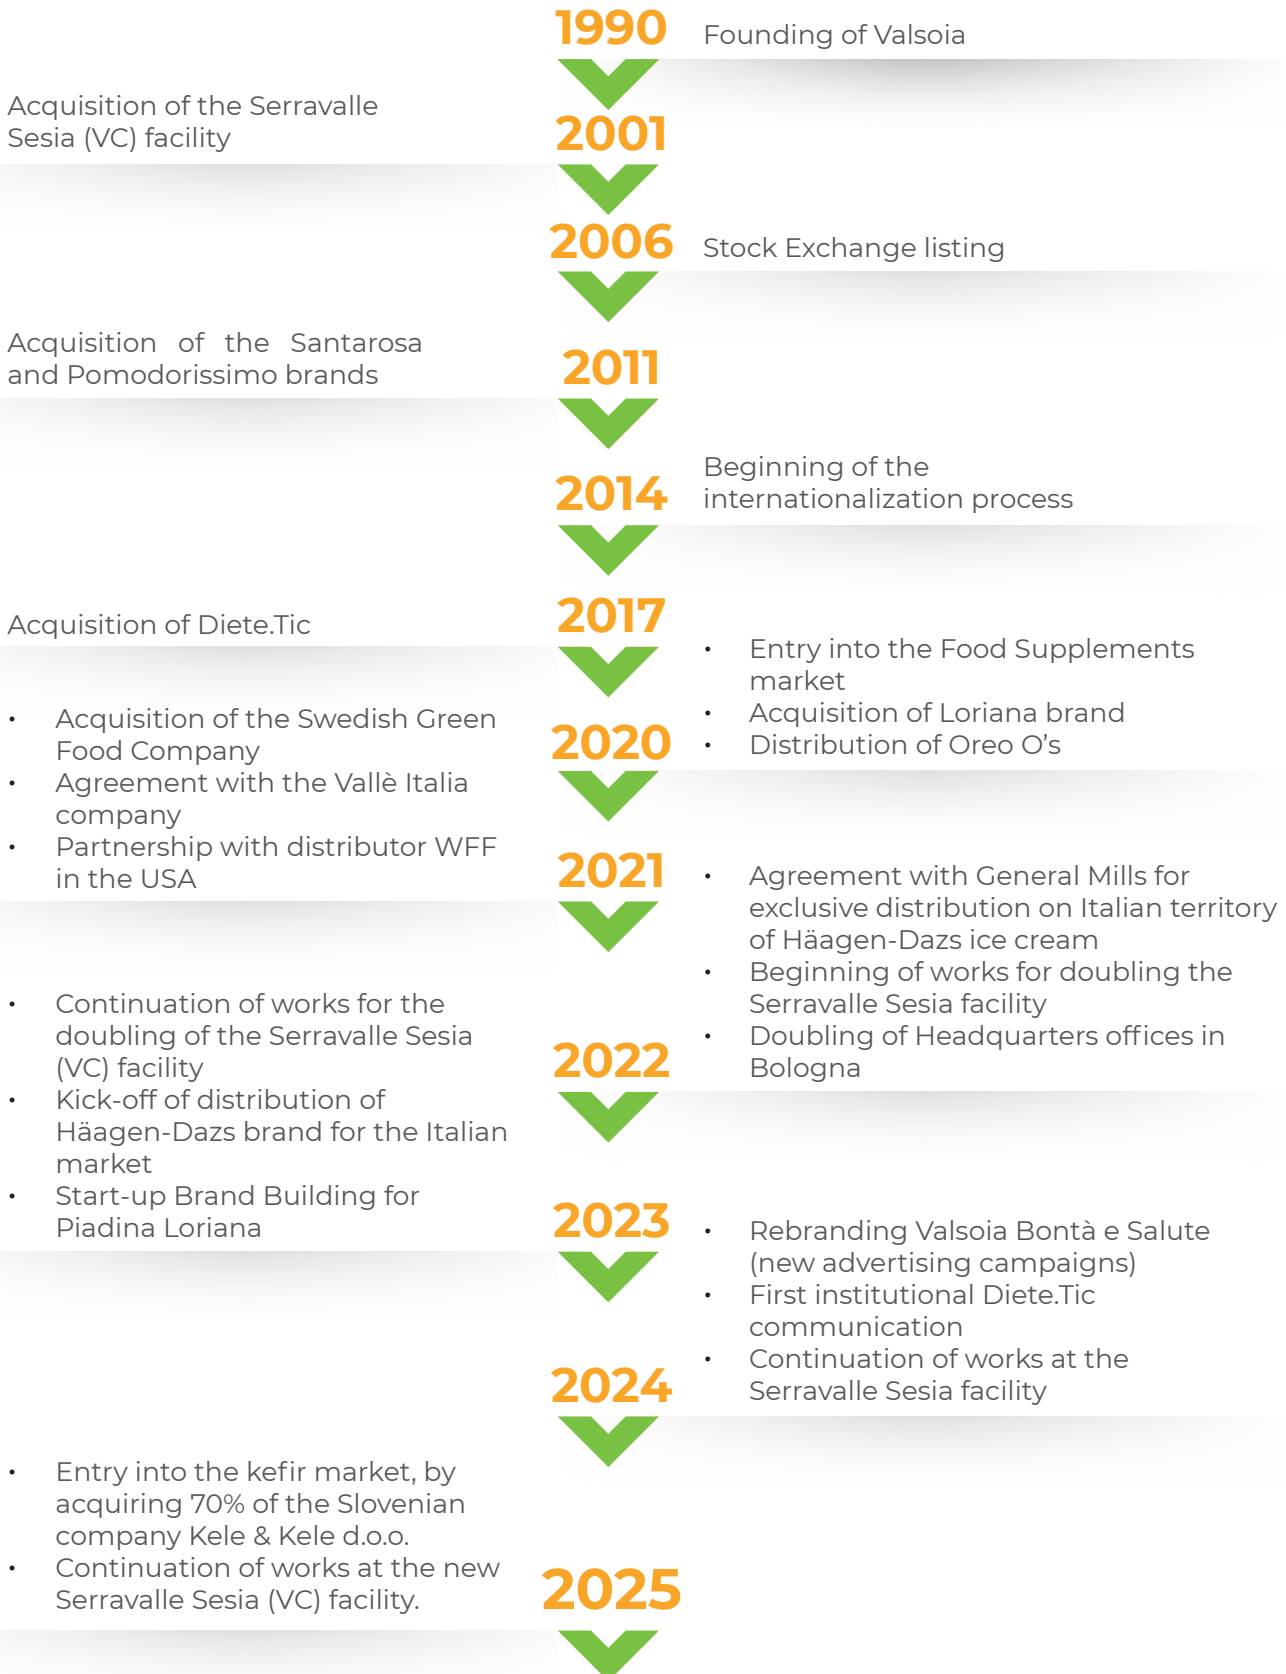 1990
Founding of Valsoia
Acquisition of the Serravalle
Sesia (VC) facility
2001
2006
Stock Exchange listing
Acquisition of the Santarosa
and Pomodorissimo brands
2011
2014
Beginning of the
internationalization process
Acquisition of Diete.Tic
2017
2020
• Entry into the Food Supplements
market
• Acquisition of Loriana brand
• Distribution of Oreo O’s
• Acquisition of the Swedish Green
Food Company
• Agreement with the Vallè Italia
company
• Partnership with distributor WFF
in the USA
2021
2022
• Agreement with General Mills for
exclusive distribution on Italian territory
of Häagen-Dazs ice cream
• Beginning of works for doubling the
Serravalle Sesia facility
• Doubling of Headquarters offices in
Bologna
• Continuation of works for the
doubling of the Serravalle Sesia
(VC) facility
• Kick-off of distribution of
Häagen-Dazs brand for the Italian
market
• Start-up Brand Building for
Piadina Loriana
2023
2024
• Rebranding Valsoia Bontà e Salute
(new advertising campaigns)
• First institutional Diete.Tic
communication
• Continuation of works at the
Serravalle Sesia facility
• Entry into the kefir market, by
acquiring 70% of the Slovenian
company Kele & Kele d.o.o.
• Continuation of works at the new
Serravalle Sesia (VC) facility.
2025